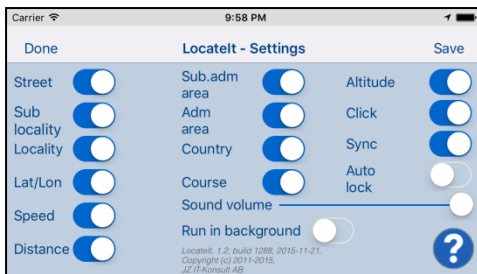 Carrier 9:58 PM
Done LocateIt - Settings Save
Street
Sub
locality
Locality
Lat/Lon
Speed
Distance
Sub.adm
area
Adm
area
Country
Course
Altitude
Click
Sync
Auto
lock
Sound volume
Run in background
LocateIt, 1.2, build 1288, 2015-11-21,
Copyright (c) 2011-2015,
JZ IT-Konsult AB
?